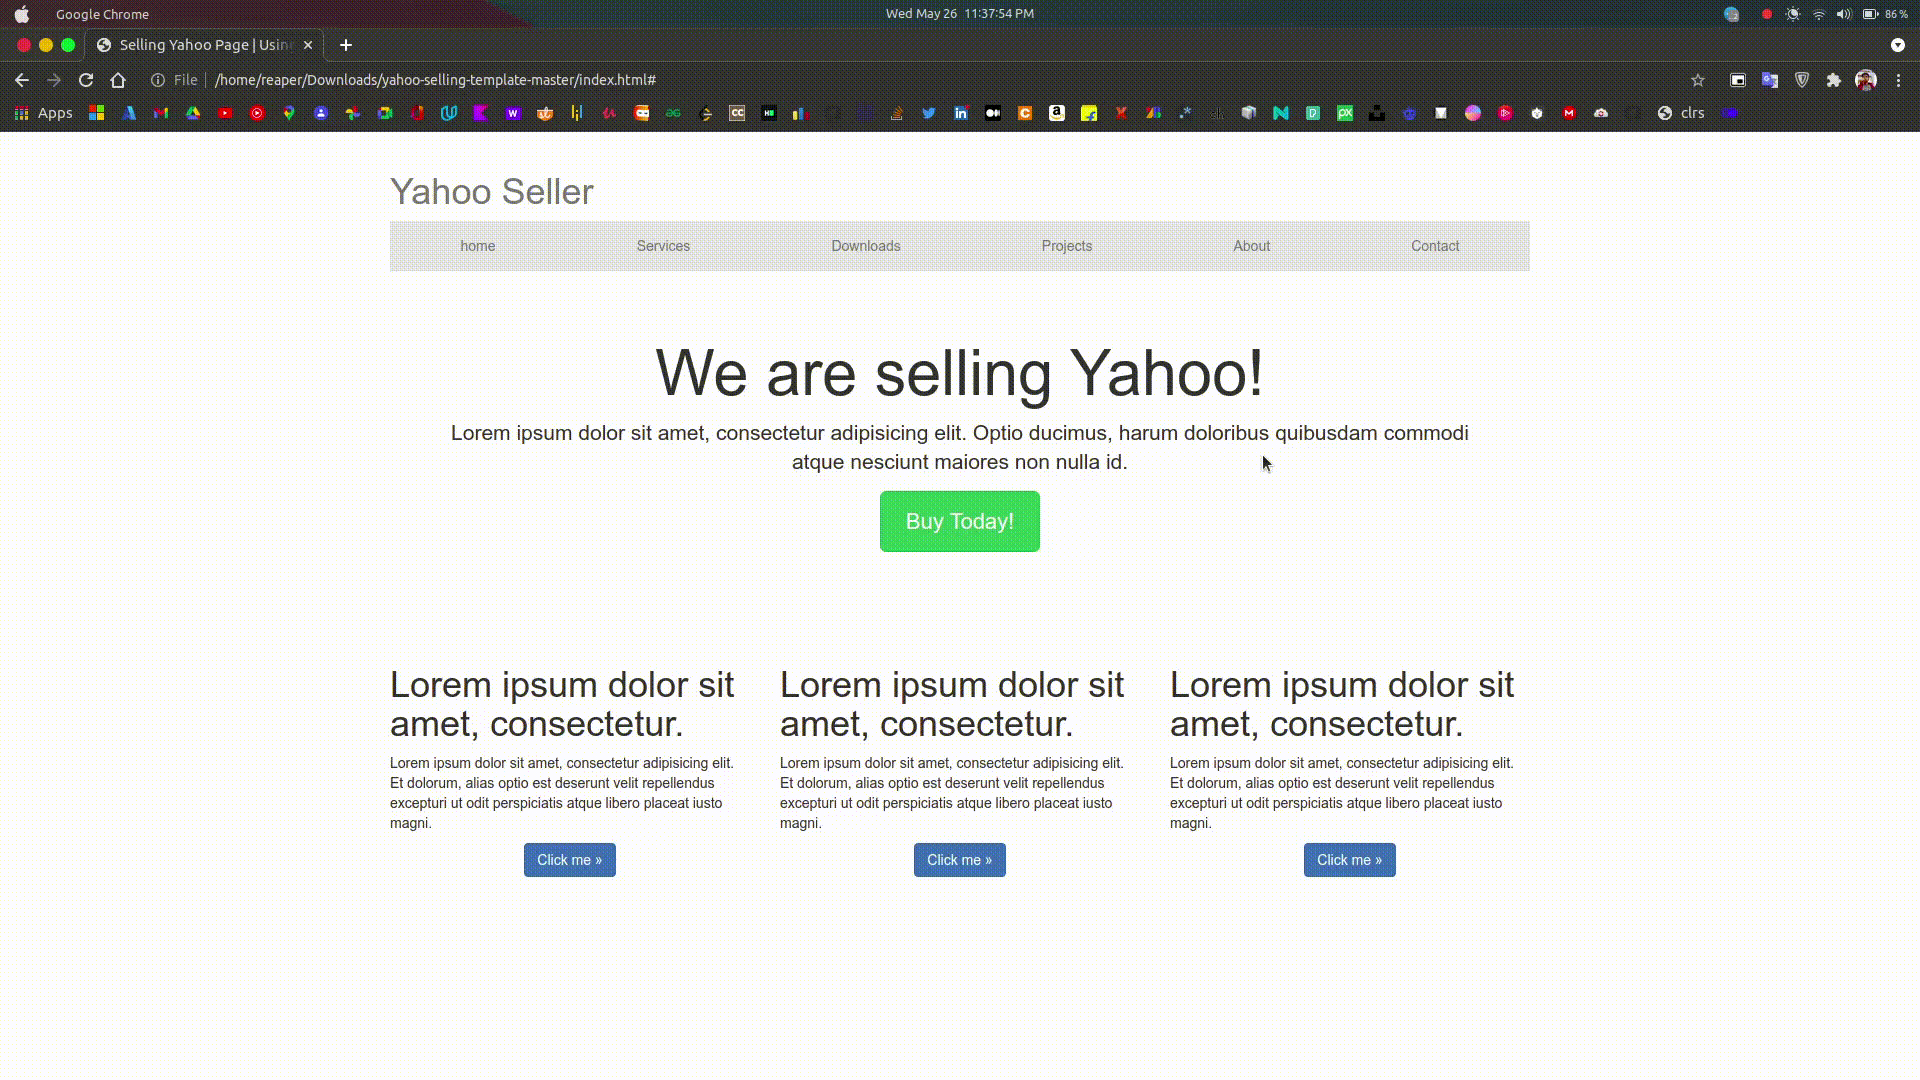 Google Chrome
Wed May 26 11:37:54 PM
86 %
Selling Yahoo Page | Usin
File
/home/reaper/Downloads/yahoo-selling-template-master/index.html#
Apps
clrs
Yahoo Seller
home Services Downloads Projects About Contact
We are selling Yahoo!
Lorem ipsum dolor sit amet, consectetur adipisicing elit. Optio ducimus, harum doloribus quibusdam commodi
atque nesciunt maiores non nulla id.
Buy Today!
Lorem ipsum dolor sit
amet, consectetur.
Lorem ipsum dolor sit amet, consectetur adipisicing elit.
Et dolorum, alias optio est deserunt velit repellendus
excepturi ut odit perspiciatis atque libero placeat iusto
magni.
Click me »
Lorem ipsum dolor sit
amet, consectetur.
Lorem ipsum dolor sit amet, consectetur adipisicing elit.
Et dolorum, alias optio est deserunt velit repellendus
excepturi ut odit perspiciatis atque libero placeat iusto
magni.
Click me »
Lorem ipsum dolor sit
amet, consectetur.
Lorem ipsum dolor sit amet, consectetur adipisicing elit.
Et dolorum, alias optio est deserunt velit repellendus
excepturi ut odit perspiciatis atque libero placeat iusto
magni.
Click me »